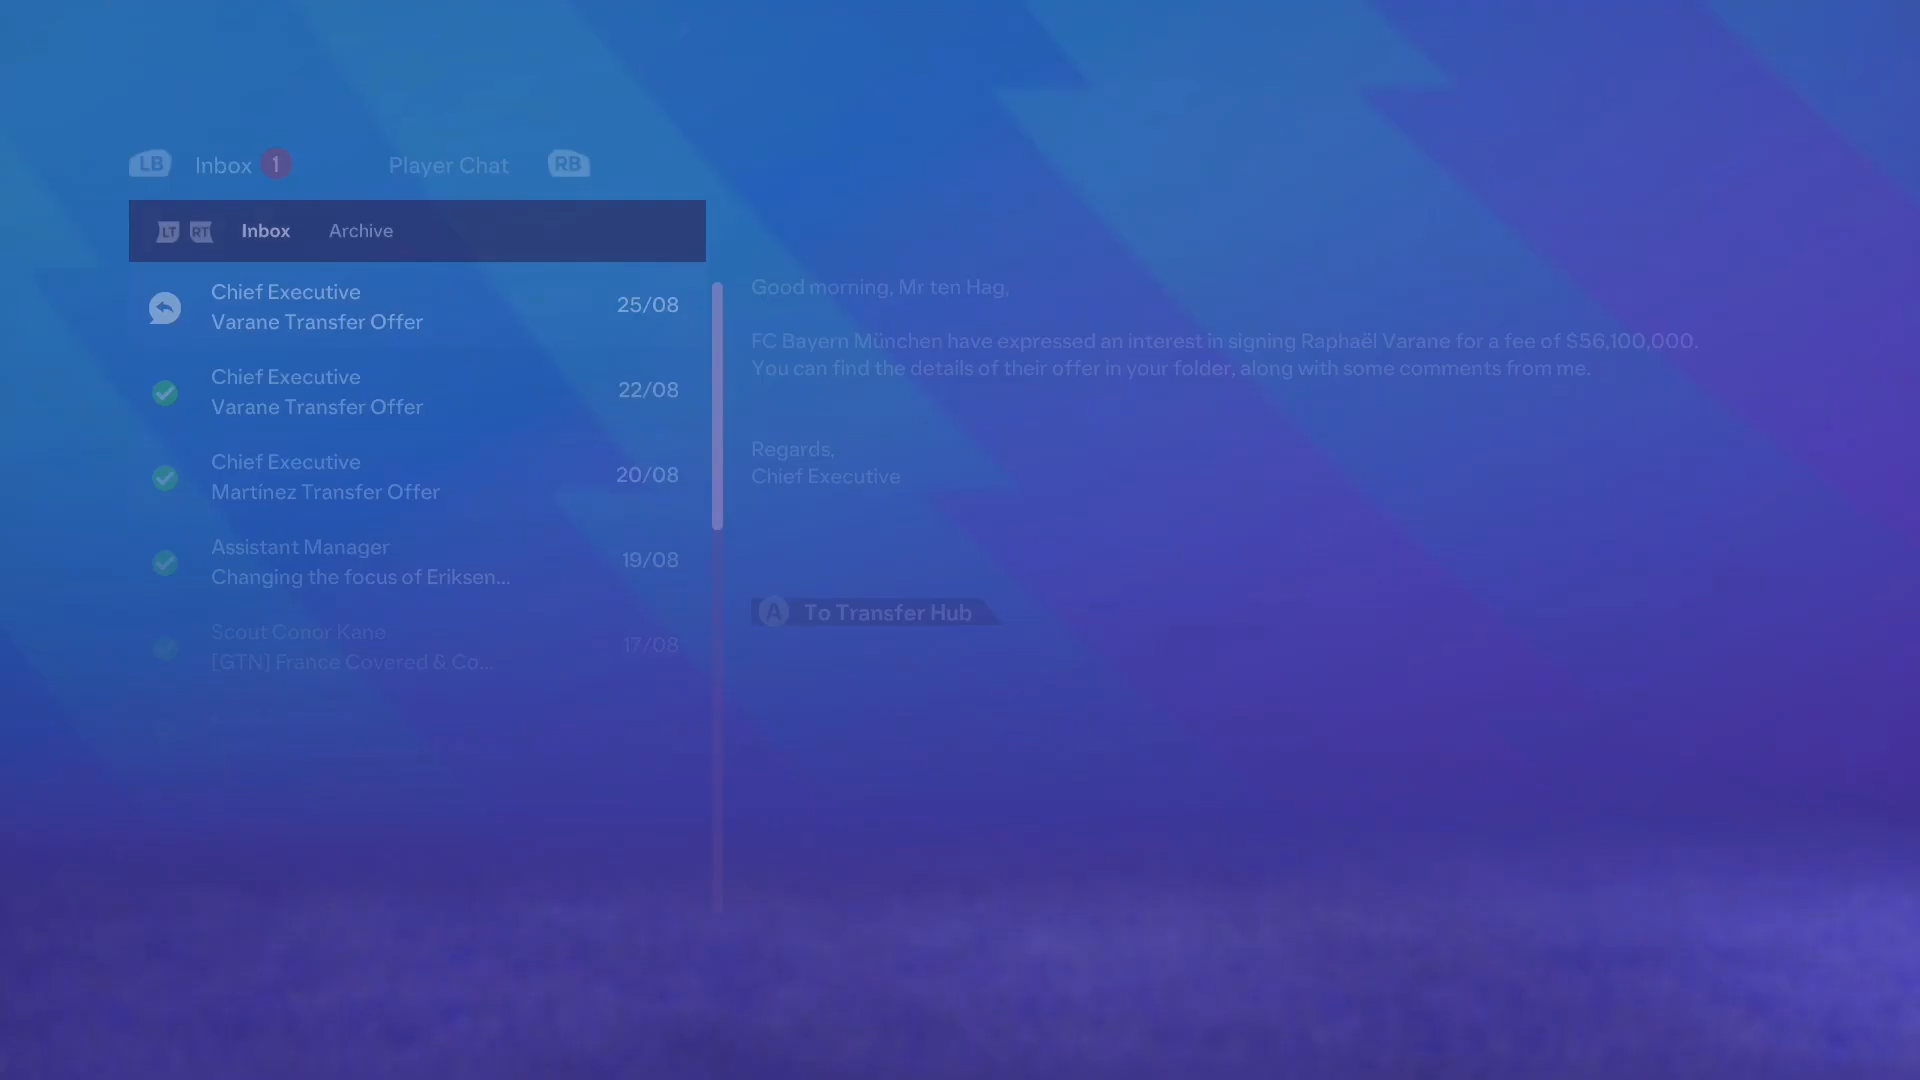 LB Inbox 1 Player Chat RB
LT RT Inbox Archive
Chief Executive
Varane Transfer Offer
25/08
Chief Executive
Varane Transfer Offer
22/08
Chief Executive
Martínez Transfer Offer
20/08
Assistant Manager
Changing the focus of Eriksen...
19/08
Scout Conor Kane
[GTN] France Covered & Co...
17/08
Good morning, Mr ten Hag,
FC Bayern München have expressed an interest in signing Raphaël Varane for a fee of $56,100,000.
You can find the details of their offer in your folder, along with some comments from me.
Regards,
Chief Executive
A To Transfer Hub